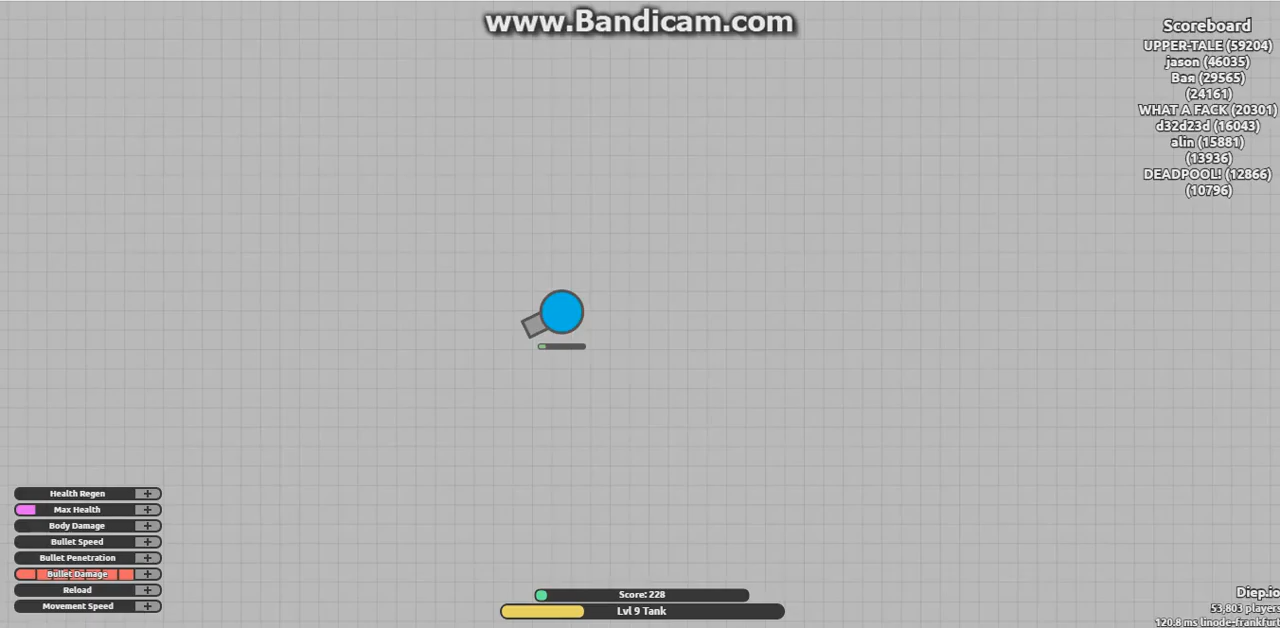 www.Bandicam.com
Scoreboard
UPPER-TALE (59204)
jason (46035)
Вая (29565)
(24161)
WHAT A FACK (20301)
d32d23d (16043)
alin (15881)
(13936)
DEADPOOL! (12866)
(10796)
Health Regen +
Max Health +
Body Damage +
Bullet Speed +
Bullet Penetration +
Bullet Damage +
Reload +
Movement Speed +
Score: 228
Lvl 9 Tank
Diep.io
53,803 players
120.8 ms linode-frankfurt